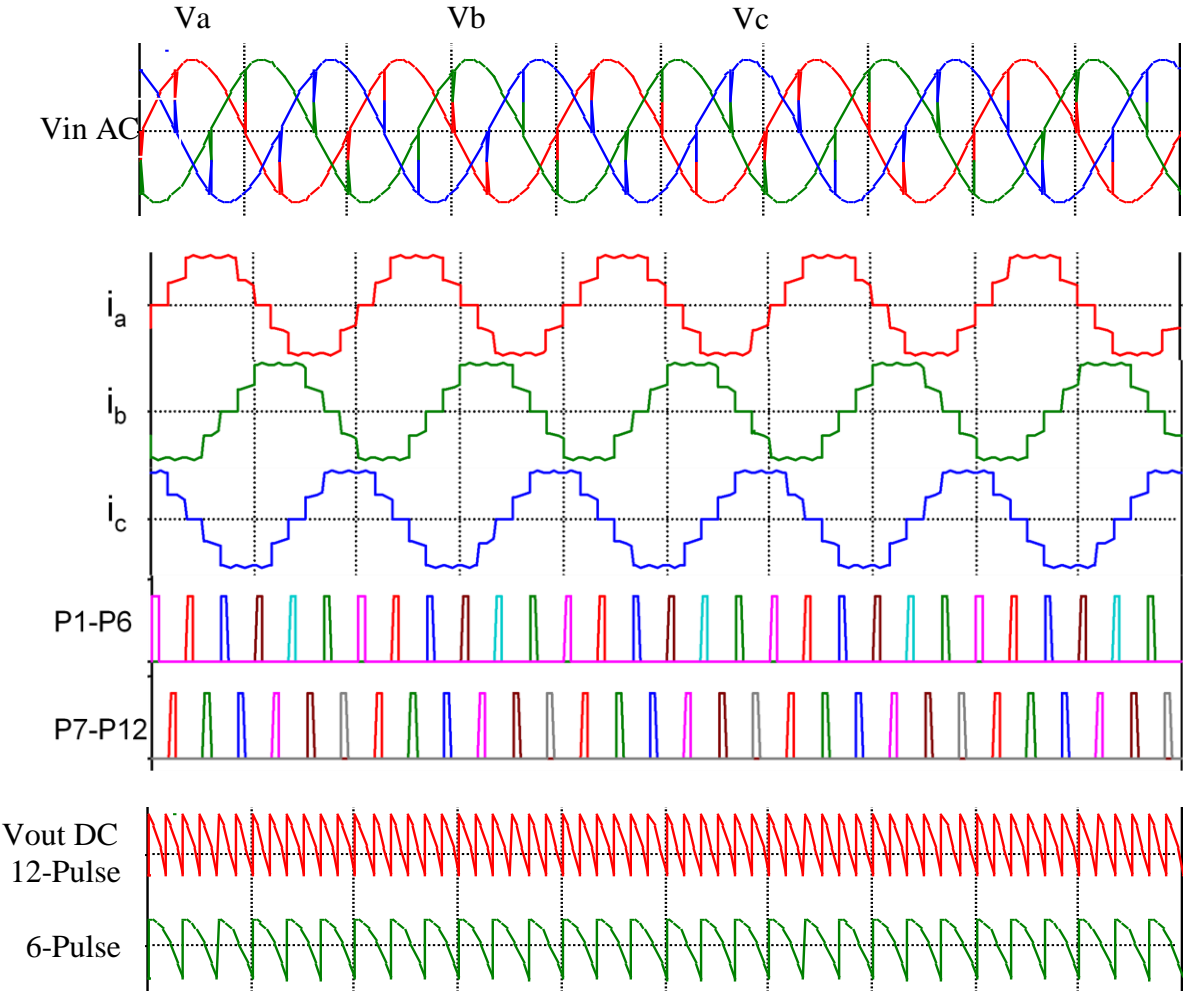 Va Vb Vc
Vin AC
ia
ib
ic
P1-P6
P7-P12
Vout DC
12-Pulse
6-Pulse